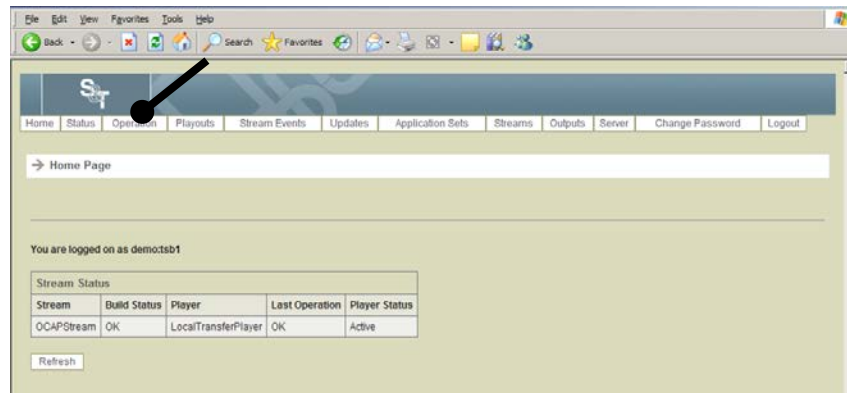 File Edit View Favorites Tools Help
Back Search Favorites
S&T
Home Status Operation Playouts Stream Events Updates Application Sets Streams Outputs Server Change Password Logout
Home Page
You are logged on as demo:tsb1
Stream Status
Stream Build Status Player Last Operation Player Status
OCAPStream OK LocalTransferPlayer OK Active
Refresh